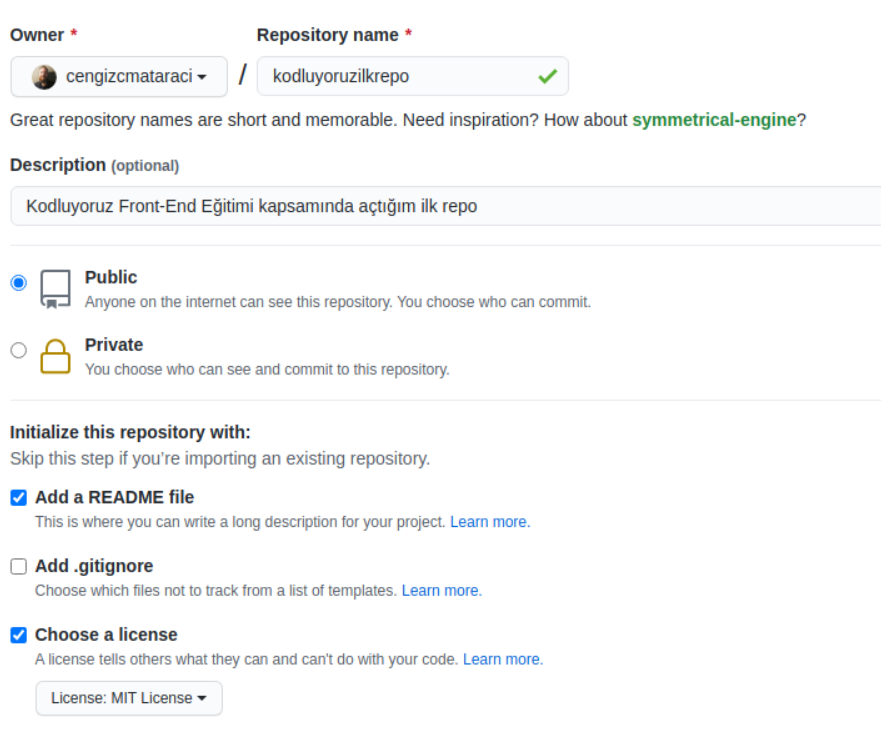 Owner * Repository name *
cengizcmataraci / kodluyoruzilkrepo
Great repository names are short and memorable. Need inspiration? How about symmetrical-engine?
Description (optional)
Kodluyoruz Front-End Eğitimi kapsamında açtığım ilk repo
Public
Anyone on the internet can see this repository. You choose who can commit.
Private
You choose who can see and commit to this repository.
Initialize this repository with:
Skip this step if you're importing an existing repository.
Add a README file
This is where you can write a long description for your project. Learn more.
Add .gitignore
Choose which files not to track from a list of templates. Learn more.
Choose a license
A license tells others what they can and can't do with your code. Learn more.
License: MIT License